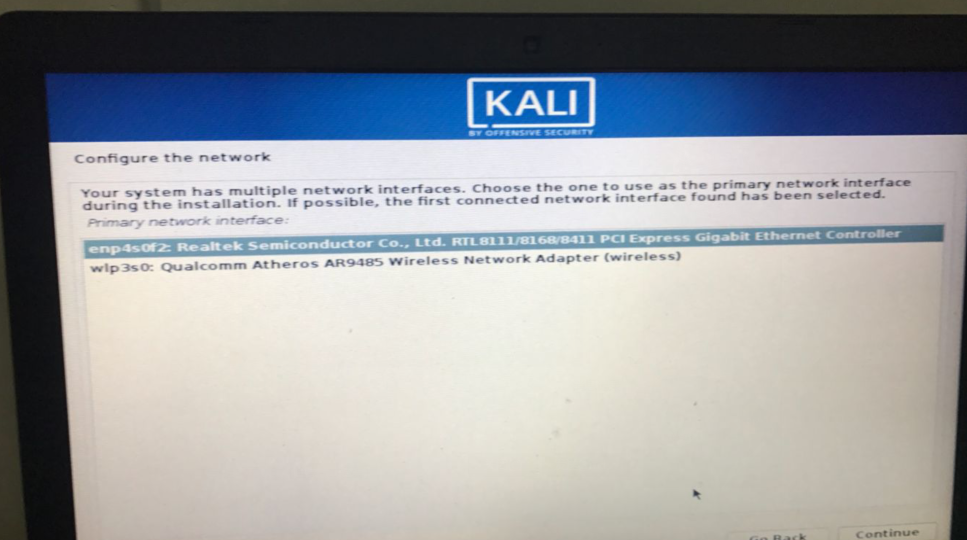 KALI
BY OFFENSIVE SECURITY
Configure the network
Your system has multiple network interfaces. Choose the one to use as the primary network interface
during the installation. If possible, the first connected network interface found has been selected.
Primary network interface:
enp4s0f2: Realtek Semiconductor Co., Ltd. RTL8111/8168/8411 PCI Express Gigabit Ethernet Controller
wlp3s0: Qualcomm Atheros AR9485 Wireless Network Adapter (wireless)
Go Back
Continue